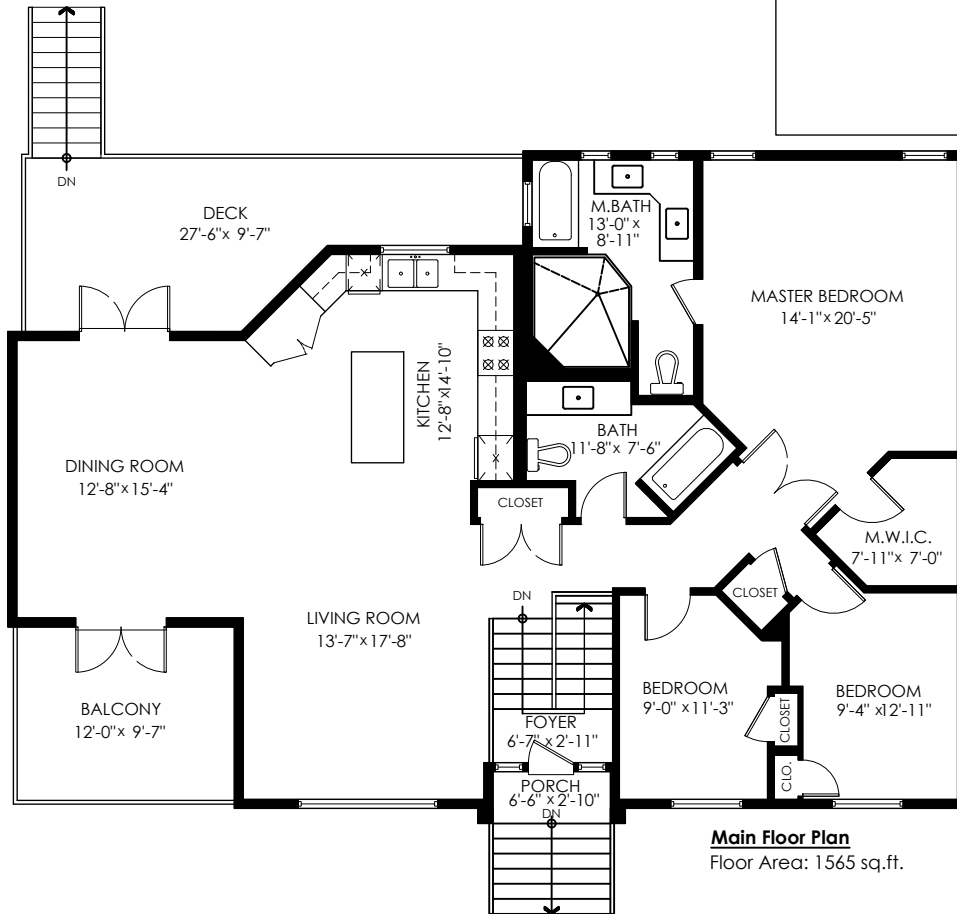 DN
DECK
27'-6"x 9'-7"
M.BATH
13'-0" x
8'-11"
MASTER BEDROOM
14'-1"x 20'-5"
KITCHEN
12'-8"x14'-10"
BATH
11'-8"x 7'-6"
DINING ROOM
12'-8"x 15'-4"
CLOSET
M.W.I.C.
7'-11"x 7'-0"
CLOSET
DN
LIVING ROOM
13'-7"x 17'-8"
BEDROOM
9'-0" x11'-3"
BEDROOM
9'-4" x12'-11"
CLOSET
BALCONY
12'-0"x 9'-7"
FOYER
6'-7" x 2'-11"
CLO.
PORCH
6'-6" x 2'-10"
DN
Main Floor Plan
Floor Area: 1565 sq.ft.